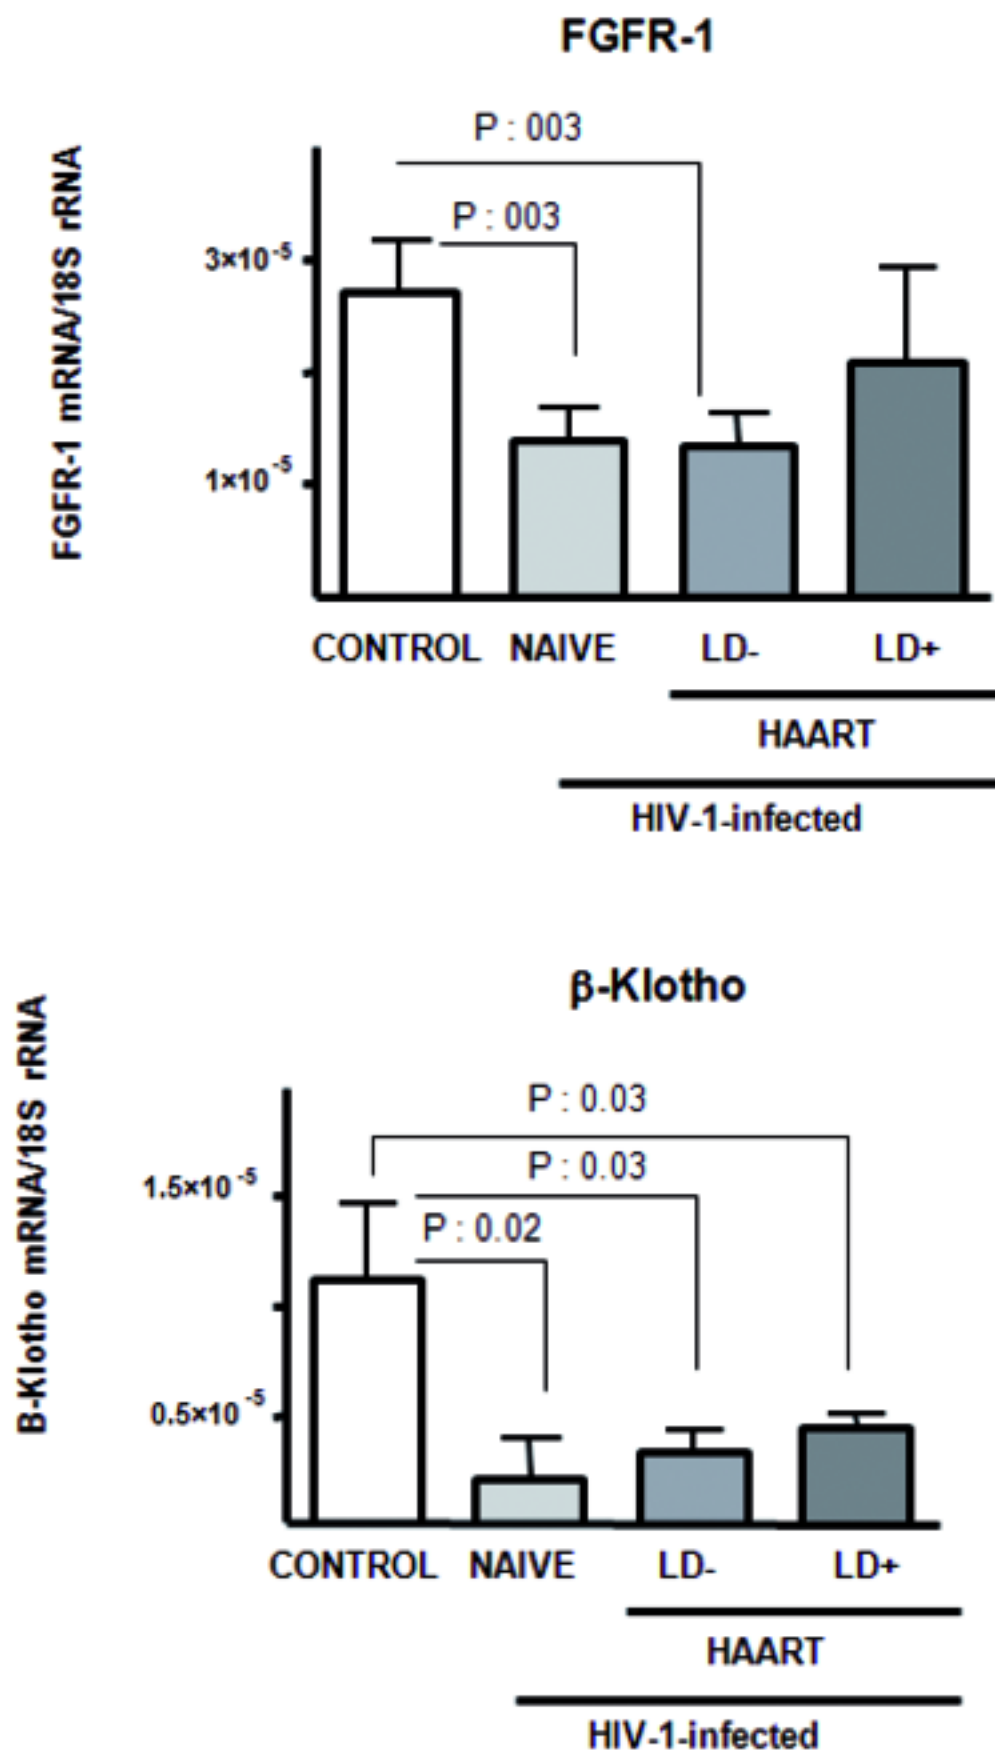 FGFR-1
P : 003
P : 003
FGFR-1 mRNA/18S rRNA
3×10-5
1×10-5
CONTROL NAIVE LD- LD+
HAART
HIV-1-infected
β-Klotho
B-Klotho mRNA/18S rRNA
P : 0.03
P : 0.03
P : 0.02
1.5×10-5
0.5×10-5
CONTROL NAIVE LD- LD+
HAART
HIV-1-infected